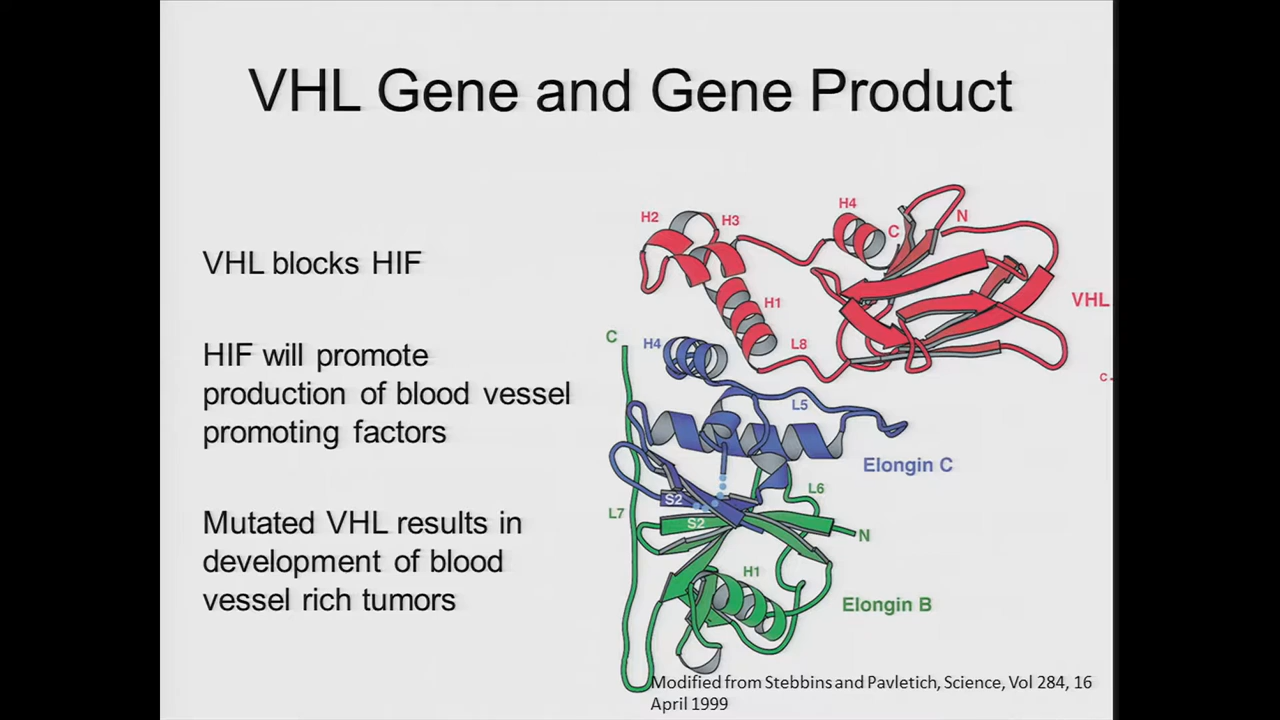 VHL Gene and Gene Product
VHL blocks HIF
HIF will promote
production of blood vessel
promoting factors
Mutated VHL results in
development of blood
vessel rich tumors
H2
H3
H4
C
N
H1
VHL
L8
C
H4
C
L5
Elongin C
S2
L6
L7
S2
N
H1
Elongin B
Modified from Stebbins and Pavletich, Science, Vol 284, 16
April 1999